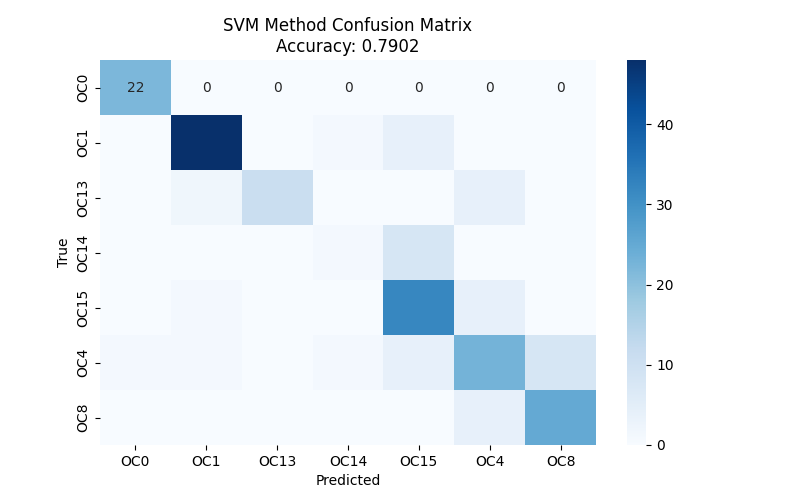 SVM Method Confusion Matrix
Accuracy: 0.7902
OC0 22 0 0 0 0 0 0
OC1
OC13
OC14
OC15
OC4
OC8
True
OC0 OC1 OC13 OC14 OC15 OC4 OC8
Predicted
40
30
20
10
0